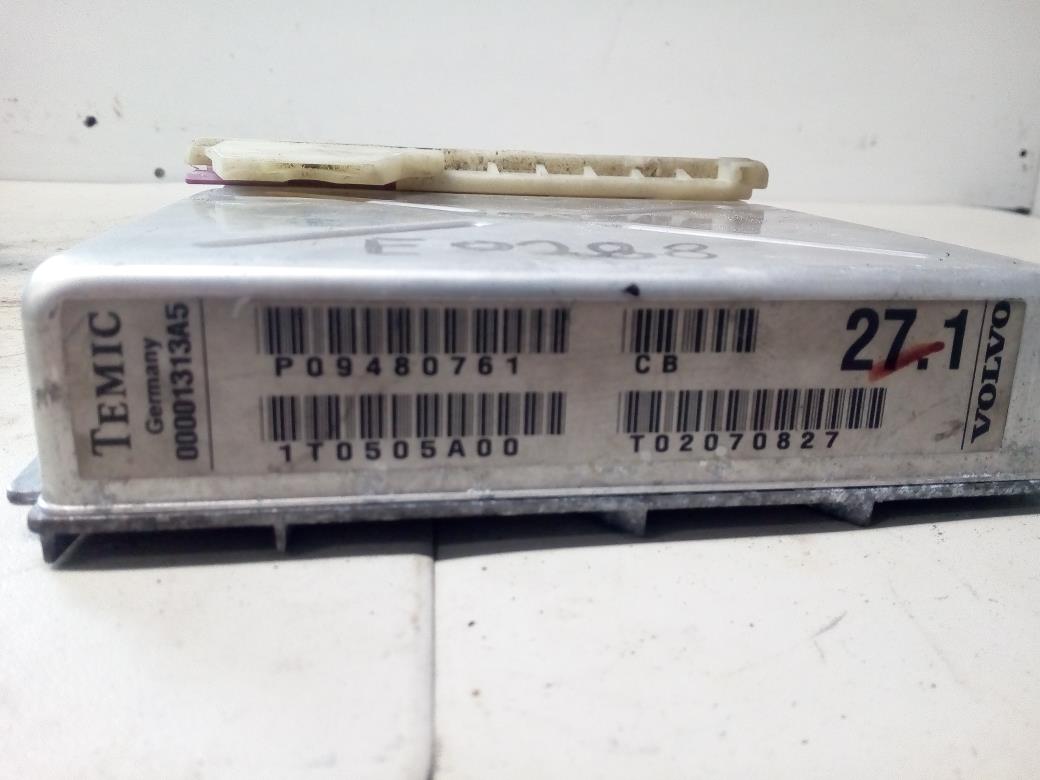 TEMIC
Germany
00001313A5
P09480761
CB
27.1
VOLVO
1T0505A00
T02070827